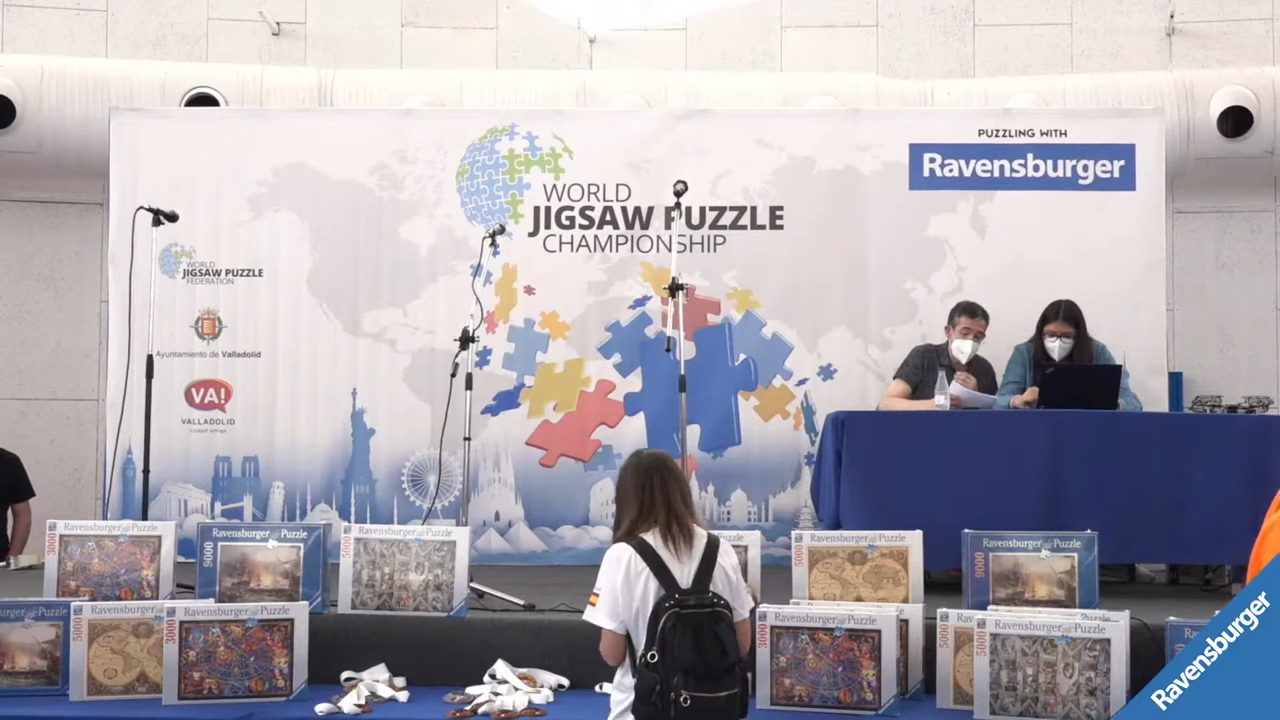 PUZZLING WITH
Ravensburger
WORLD
JIGSAW PUZZLE
CHAMPIONSHIP
WORLD
JIGSAW PUZZLE
FEDERATION
Ayuntamiento de Valladolid
VA!
VALLADOLID
Ravensburger Puzzle
3000
Ravensburger Puzzle
9000
Ravensburger Puzzle
5000
Ravensburger Puzzle
5000
Ravensburger Puzzle
9000
5000
Ravensburger Puzzle
3000
Ravensburger Puzzle
3000
5000
Ravensburger Puzzle
5000
Ravensburger